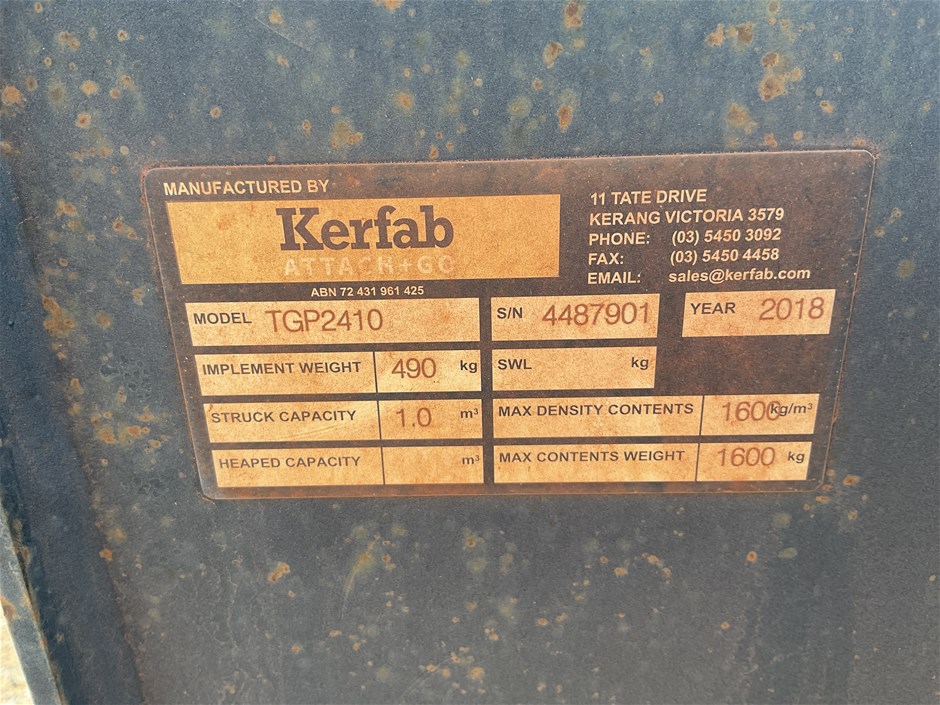 MANUFACTURED BY
Kerfab
ATTACH+GO
ABN 72 431 961 425
11 TATE DRIVE
KERANG VICTORIA 3579
PHONE: (03) 5450 3092
FAX: (03) 5450 4458
EMAIL: sales@kerfab.com
MODEL TGP2410
S/N 4487901
YEAR 2018
IMPLEMENT WEIGHT 490 kg
SWL kg
STRUCK CAPACITY 1.0 m³
MAX DENSITY CONTENTS 1600 kg/m³
HEAPED CAPACITY m³
MAX CONTENTS WEIGHT 1600 kg